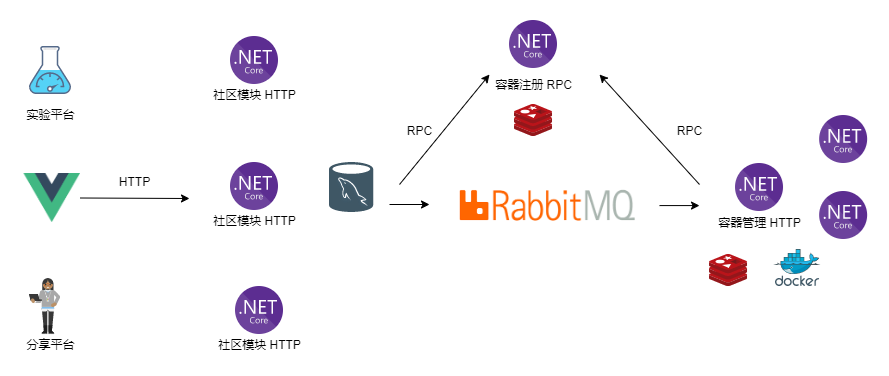 .NET
Core
容器注册 RPC
.NET
Core
社区模块 HTTP
实验平台
RPC
RPC
.NET
Core
HTTP
.NET
Core
社区模块 HTTP
RabbitMQ
.NET
Core
容器管理 HTTP
.NET
Core
docker
.NET
Core
社区模块 HTTP
分享平台